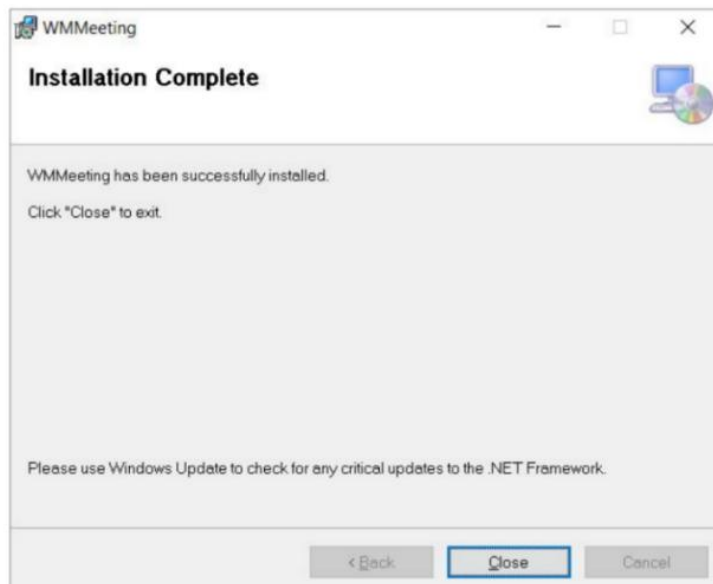 WMMeeting
Installation Complete
WMMeeting has been successfully installed.
Click "Close" to exit.
Please use Windows Update to check for any critical updates to the .NET Framework.
< Back
Close
Cancel